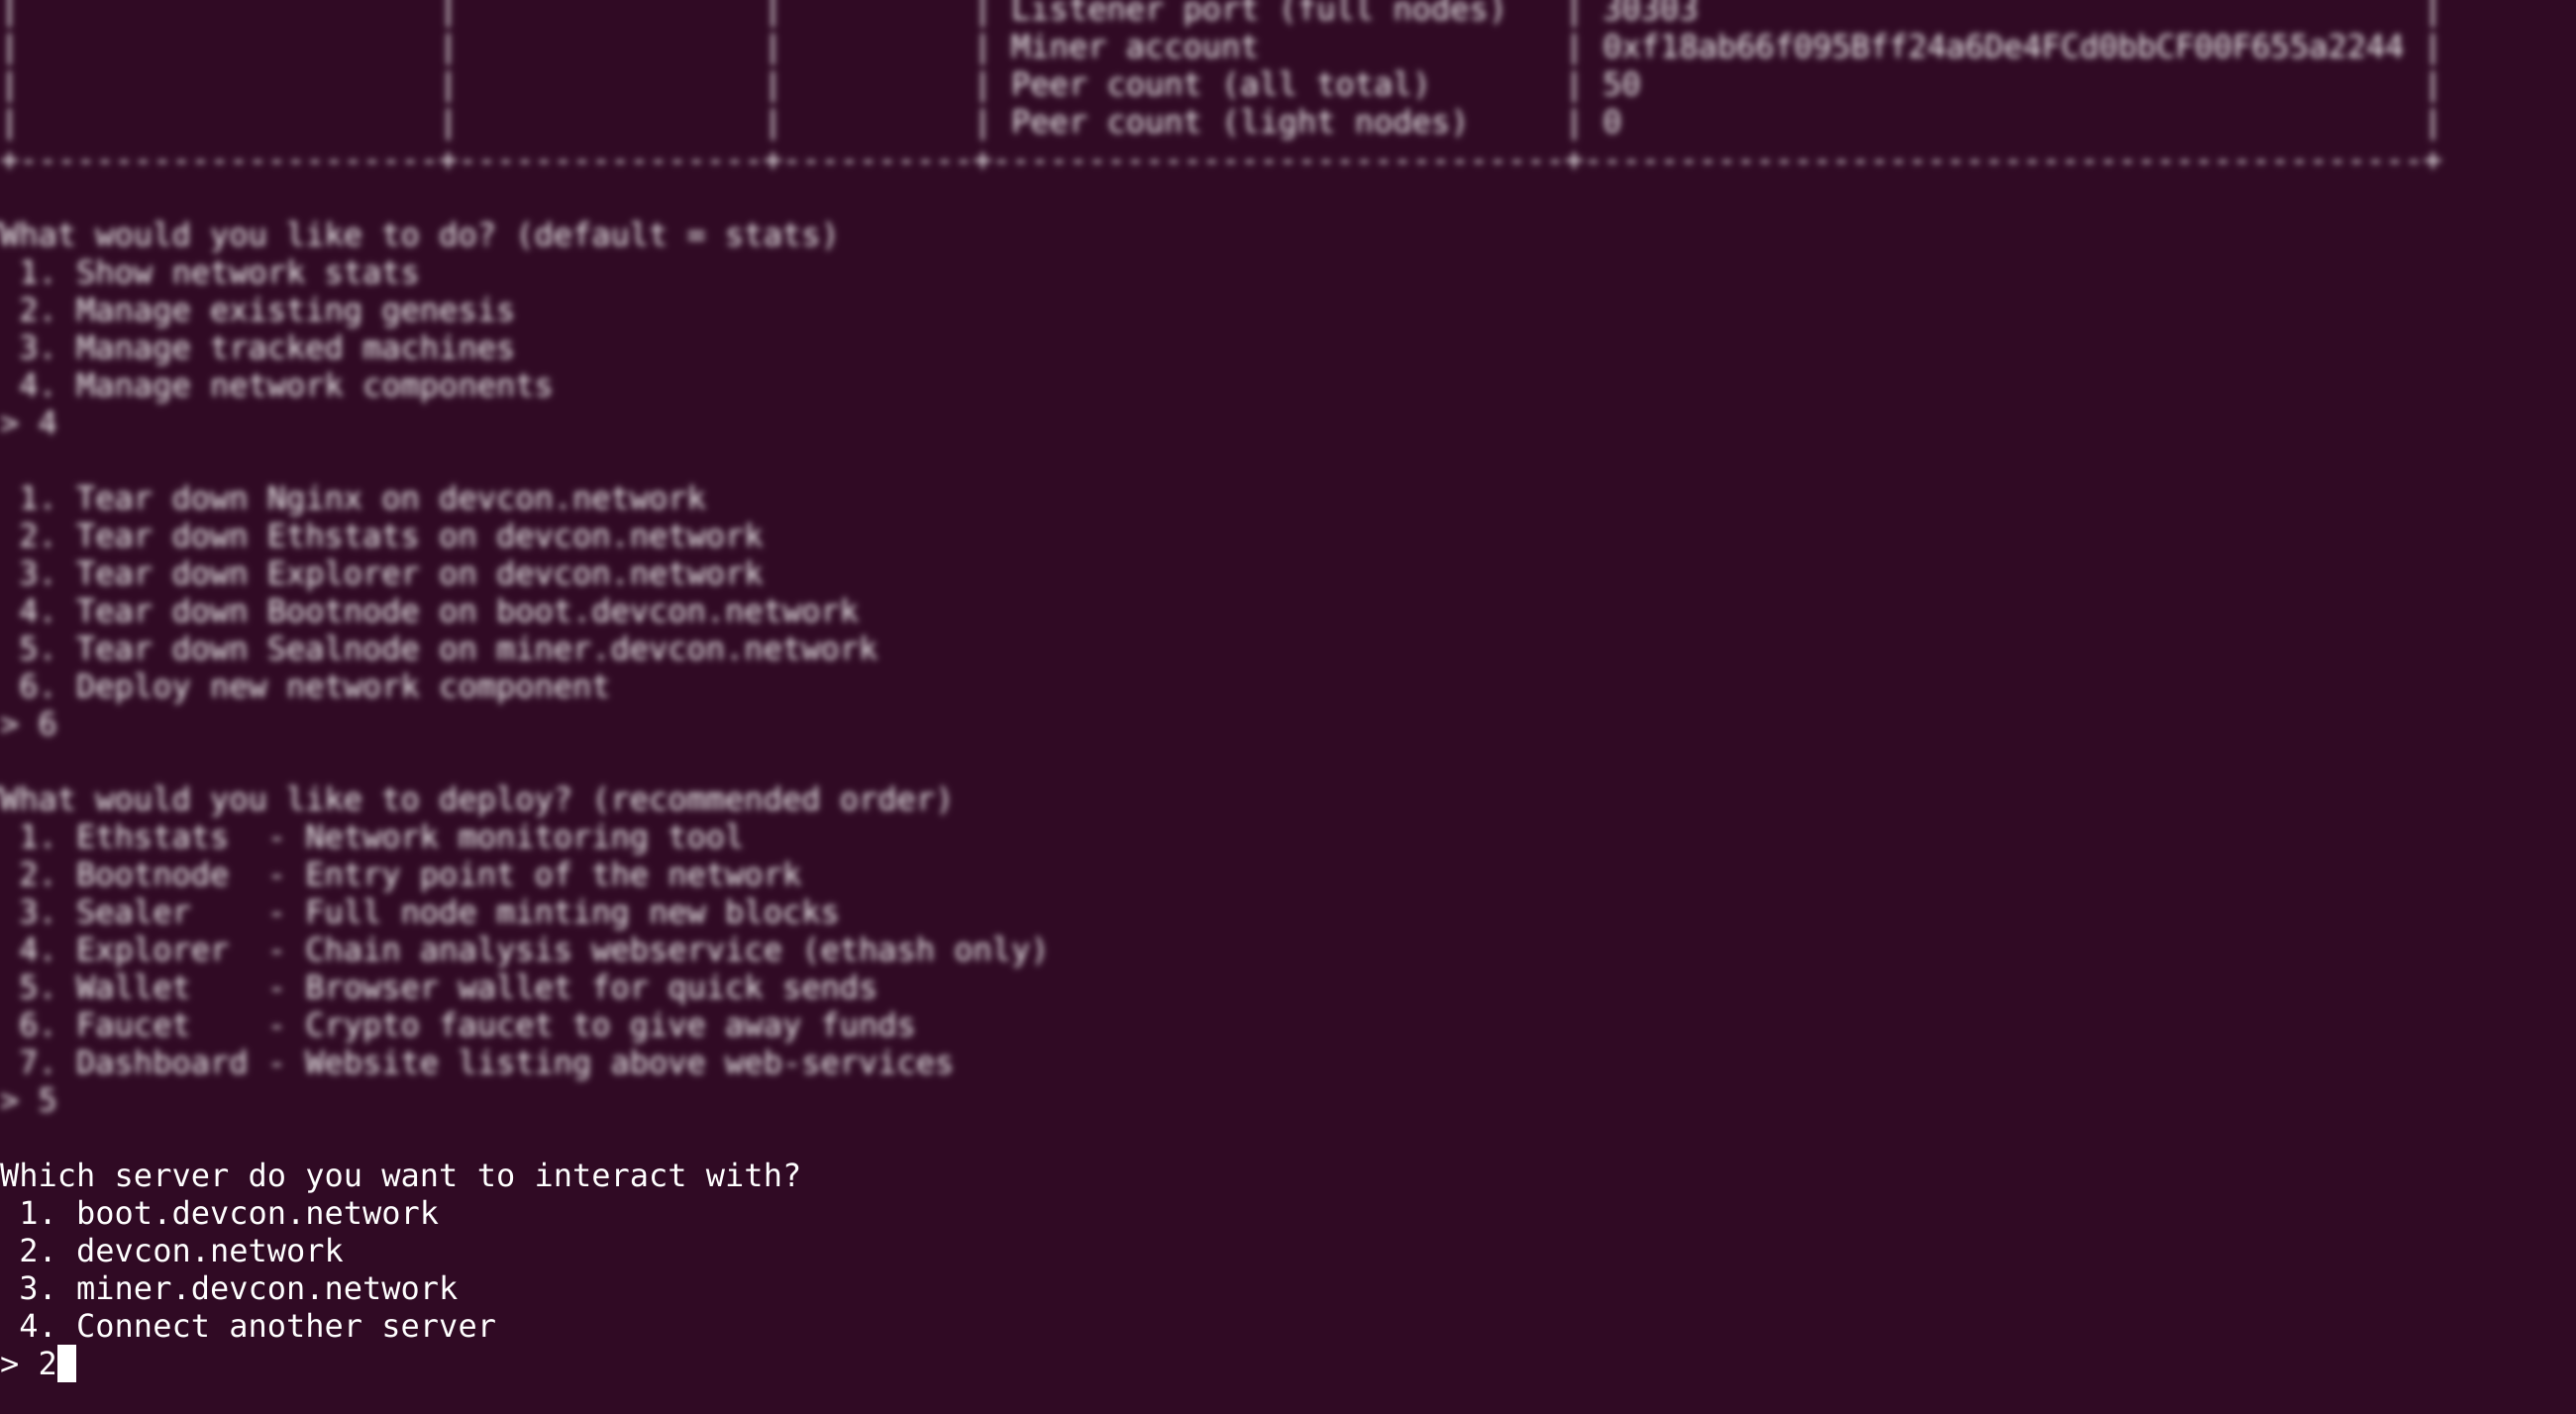 | | | | Listener port (full nodes) | 30303 |
| | | | Miner account | 0xf18ab66f095Bff24a6De4FCd0bbCF00F655a2244 |
| | | | Peer count (all total) | 50 |
| | | | Peer count (light nodes) | 0 |
+----------------------+----------------+----------+------------------------------+--------------------------------------------+
What would you like to do? (default = stats)
1. Show network stats
2. Manage existing genesis
3. Manage tracked machines
4. Manage network components
> 4
1. Tear down Nginx on devcon.network
2. Tear down Ethstats on devcon.network
3. Tear down Explorer on devcon.network
4. Tear down Bootnode on boot.devcon.network
5. Tear down Sealnode on miner.devcon.network
6. Deploy new network component
> 6
What would you like to deploy? (recommended order)
1. Ethstats - Network monitoring tool
2. Bootnode - Entry point of the network
3. Sealer - Full node minting new blocks
4. Explorer - Chain analysis webservice (ethash only)
5. Wallet - Browser wallet for quick sends
6. Faucet - Crypto faucet to give away funds
7. Dashboard - Website listing above web-services
> 5
Which server do you want to interact with?
1. boot.devcon.network
2. devcon.network
3. miner.devcon.network
4. Connect another server
> 2